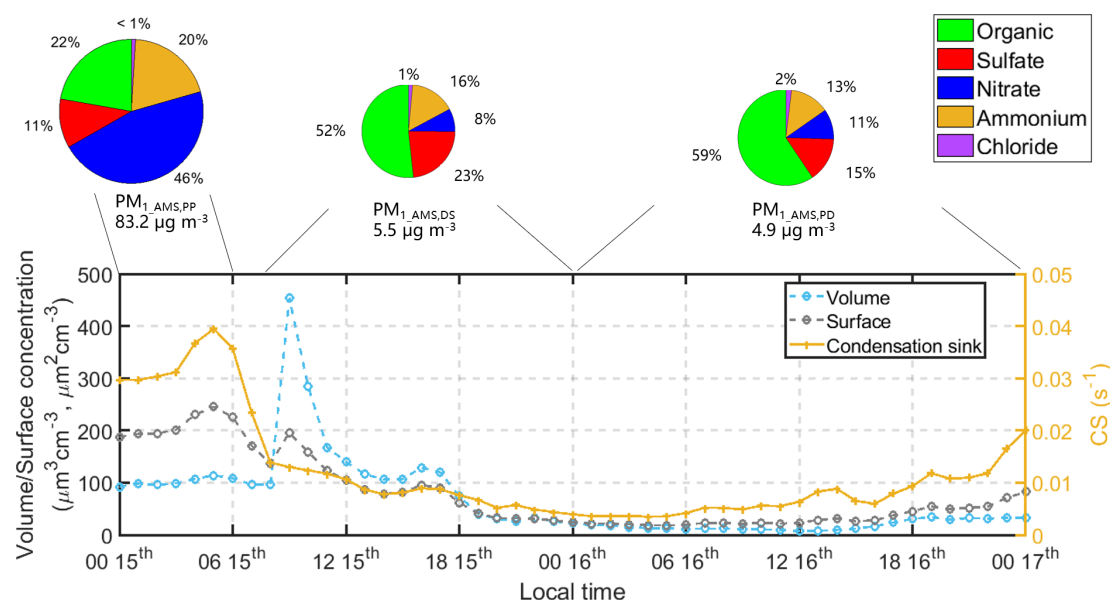 < 1%
22%
20%
11%
46%
PM1_AMS,PP
83.2 µg m-3
1%
16%
8%
52%
23%
PM1_AMS,DS
5.5 µg m-3
2%
13%
11%
59%
15%
PM1_AMS,PD
4.9 µg m-3
Organic
Sulfate
Nitrate
Ammonium
Chloride
Volume/Surface concentration
(μm3cm-3, μm2cm-3)
500
400
300
200
100
0
Volume
Surface
Condensation sink
0.05
0.04
0.03
0.02
0.01
0
CS (s-1)
00 15th
06 15th
12 15th
18 15th
00 16th
06 16th
12 16th
18 16th
00 17th
Local time